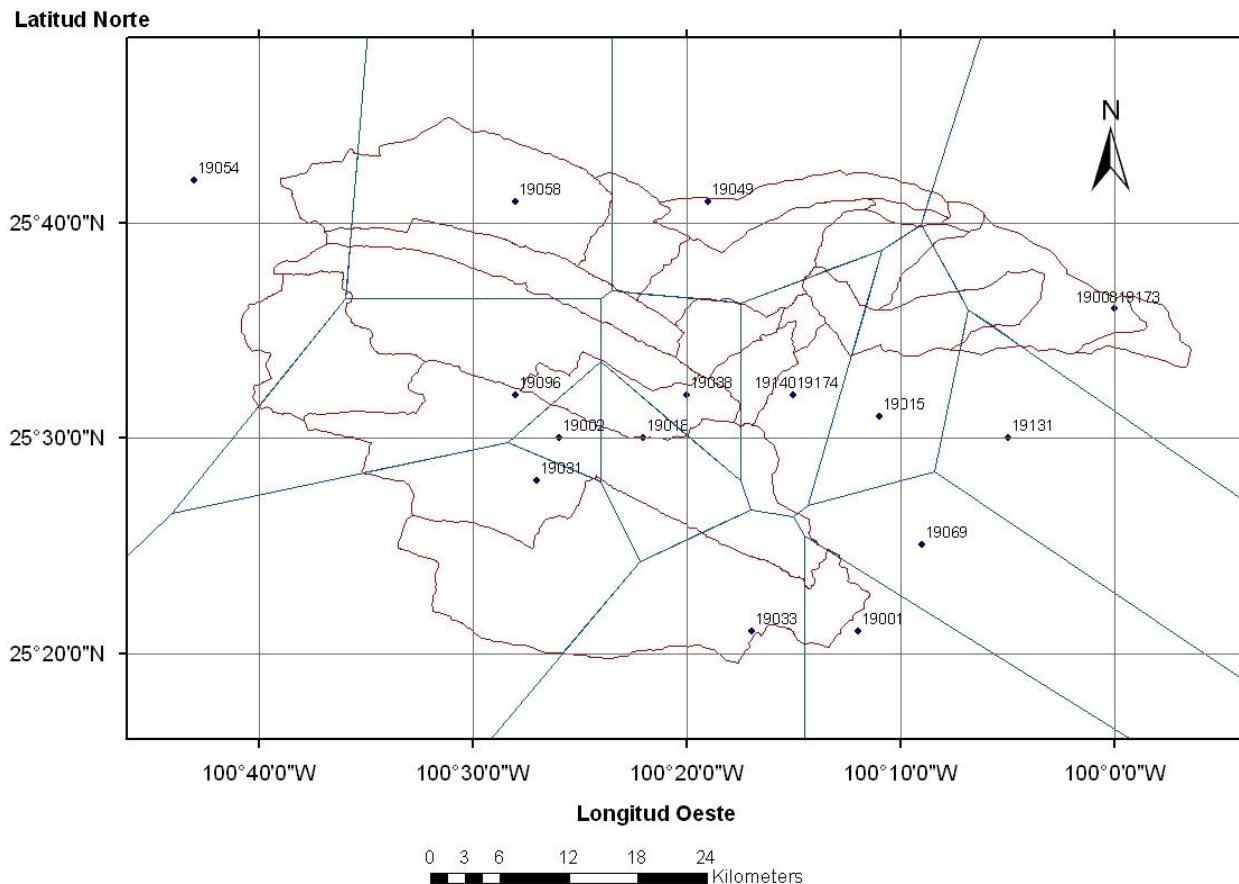 Latitud Norte
N
19054
19058
19049
25°40'0"N
1900819173
19096
19038
1914019174
19015
19002
19018
19131
25°30'0"N
19031
19069
19033
19001
25°20'0"N
100°40'0"W
100°30'0"W
100°20'0"W
100°10'0"W
100°0'0"W
Longitud Oeste
0 3 6 12 18 24
Kilometers